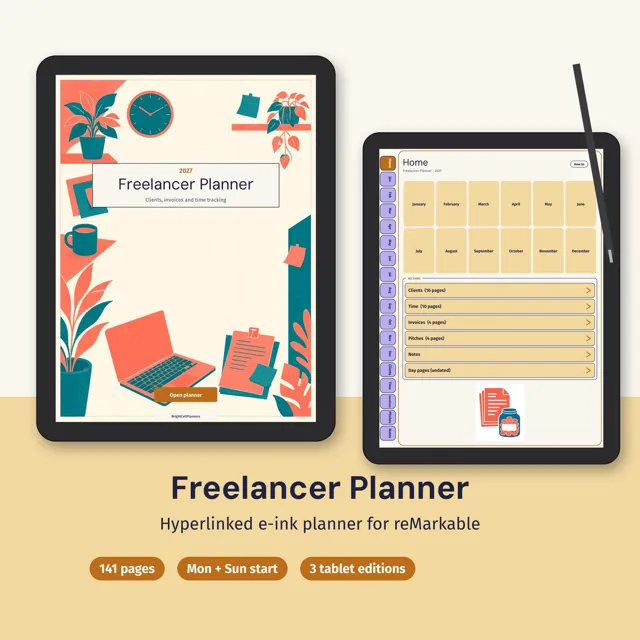 2027
Freelancer Planner
Clients, invoices and time tracking
Open planner
BrightExitPlanners
Home
Freelancer Planner · 2027
January
February
March
April
May
June
July
August
September
October
November
December
Clients (16 pages)
Time (10 pages)
Invoices (4 pages)
Pitches (4 pages)
Notes
Day pages (undated)
Freelancer Planner
Hyperlinked e-ink planner for reMarkable
141 pages
Mon + Sun start
3 tablet editions